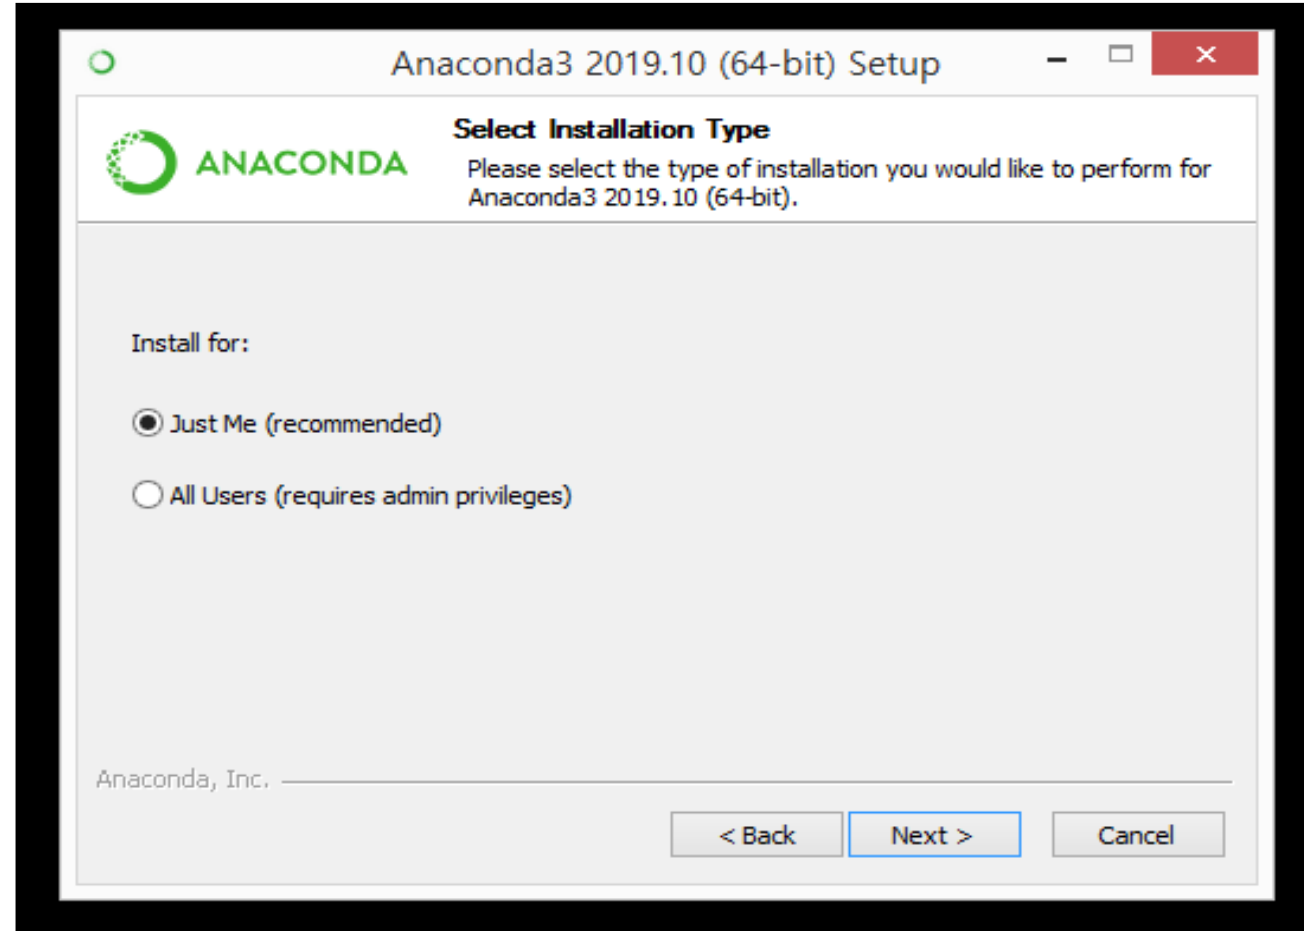 Anaconda3 2019.10 (64-bit) Setup
ANACONDA
Select Installation Type
Please select the type of installation you would like to perform for
Anaconda3 2019.10 (64-bit).
Install for:
Just Me (recommended)
All Users (requires admin privileges)
Anaconda, Inc.
< Back
Next >
Cancel